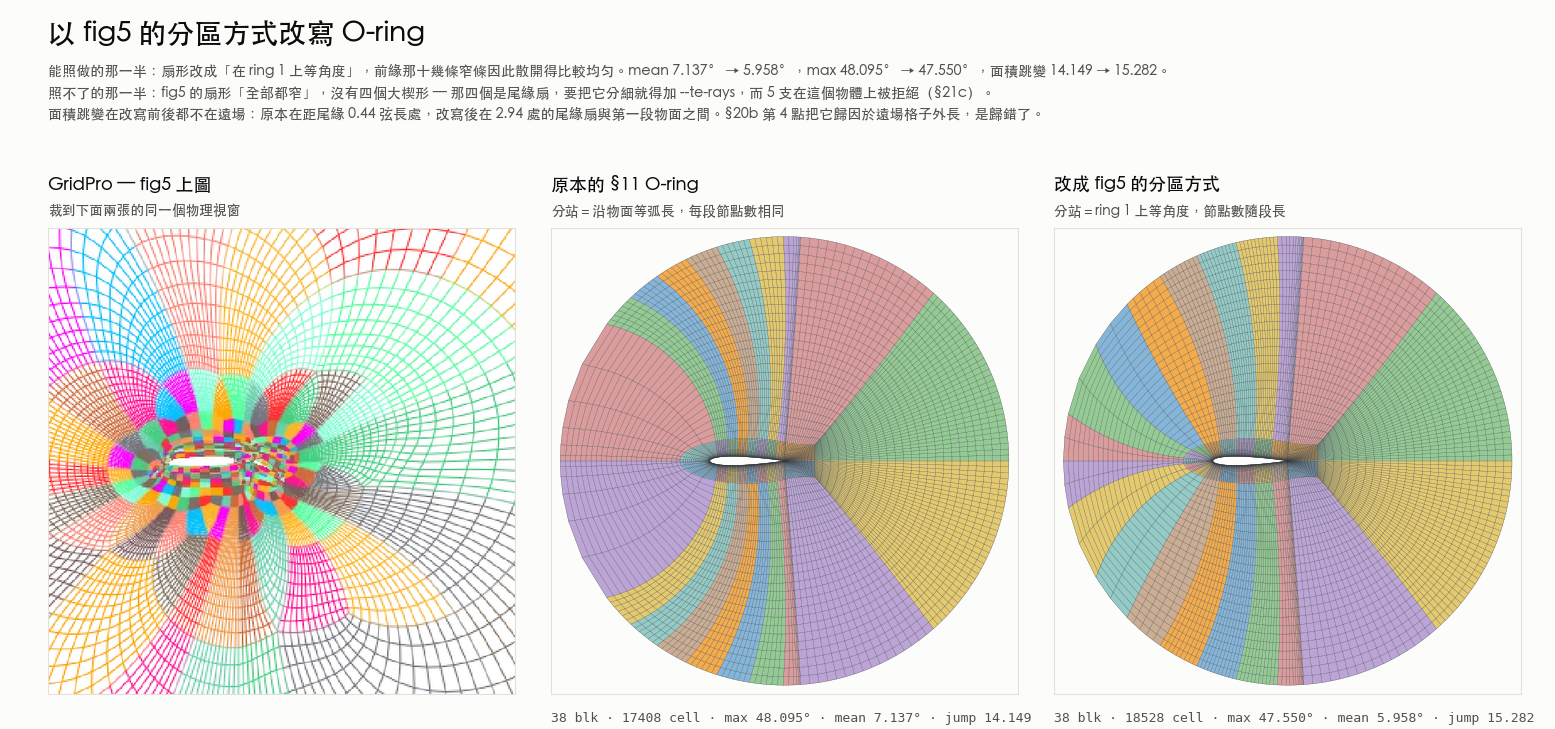 以 fig5 的分區方式改寫 O-ring
能照做的那一半：扇形改成「在 ring 1 上等角度」，前緣那十幾條窄條因此散開得比較均勻。mean 7.137° → 5.958° ，max 48.095° → 47.550° ，面積跳變 14.149 → 15.282。
照不了的那一半：fig5 的扇形「全部都窄」，沒有四個大楔形 — 那四個是尾緣扇，要把它分細就得加 --te-rays，而 5 支在這個物體上被拒絕（§21c）。
面積跳變在改寫前後都不在遠場：原本在距尾緣 0.44 弦長處，改寫後在 2.94 處的尾緣扇與第一段物面之間。§20b 第 4 點把它歸因於遠場格子外長，是歸錯了。
GridPro — fig5 上圖
裁到下面兩張的同一個物理視窗
原本的 §11 O-ring
分站＝沿物面等弧長，每段節點數相同
38 blk · 17408 cell · max 48.095° · mean 7.137° · jump 14.149
改成 fig5 的分區方式
分站＝ring 1 上等角度，節點數隨段長
38 blk · 18528 cell · max 47.550° · mean 5.958° · jump 15.282